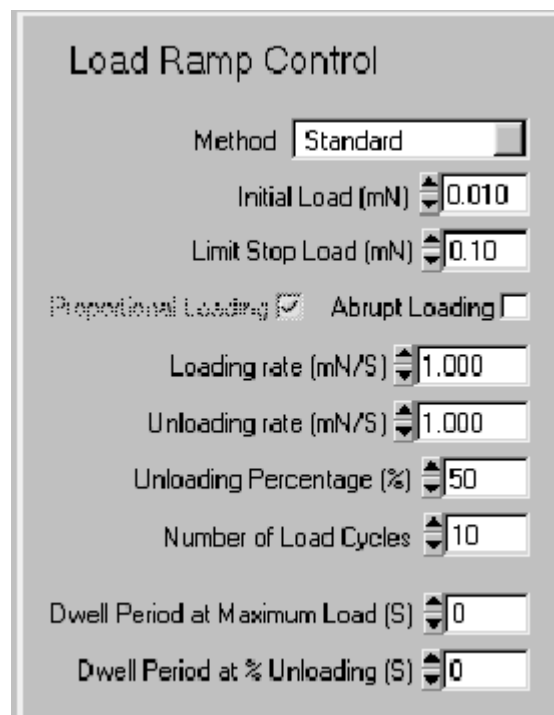 Load Ramp Control
Method Standard
Initial Load (mN) 0.010
Limit Stop Load (mN) 0.10
Proportional Loading Abrupt Loading
Loading rate (mN/S) 1.000
Unloading rate (mN/S) 1.000
Unloading Percentage (%) 50
Number of Load Cycles 10
Dwell Period at Maximum Load (S) 0
Dwell Period at % Unloading (S) 0